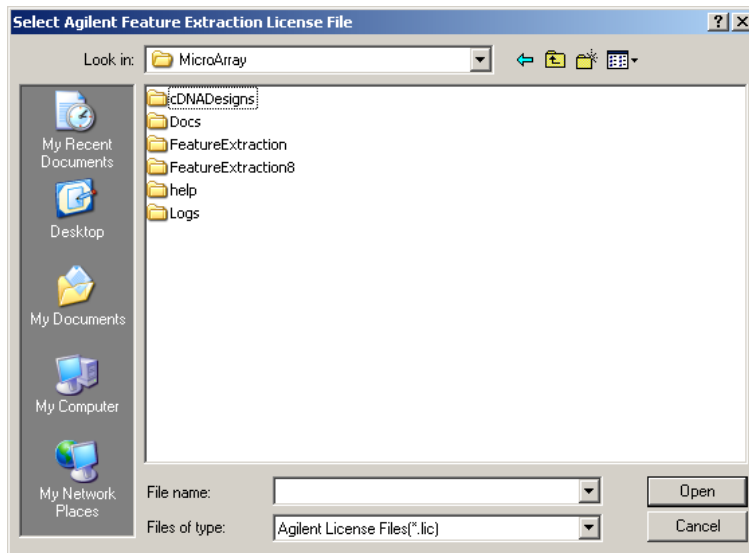 Select Agilent Feature Extraction License File
Look in: MicroArray
cDNADesigns
Docs
FeatureExtraction
FeatureExtraction8
help
Logs
My Recent
Documents
Desktop
My Documents
My Computer
My Network
Places
File name:
Open
Files of type: Agilent License Files(*.lic)
Cancel